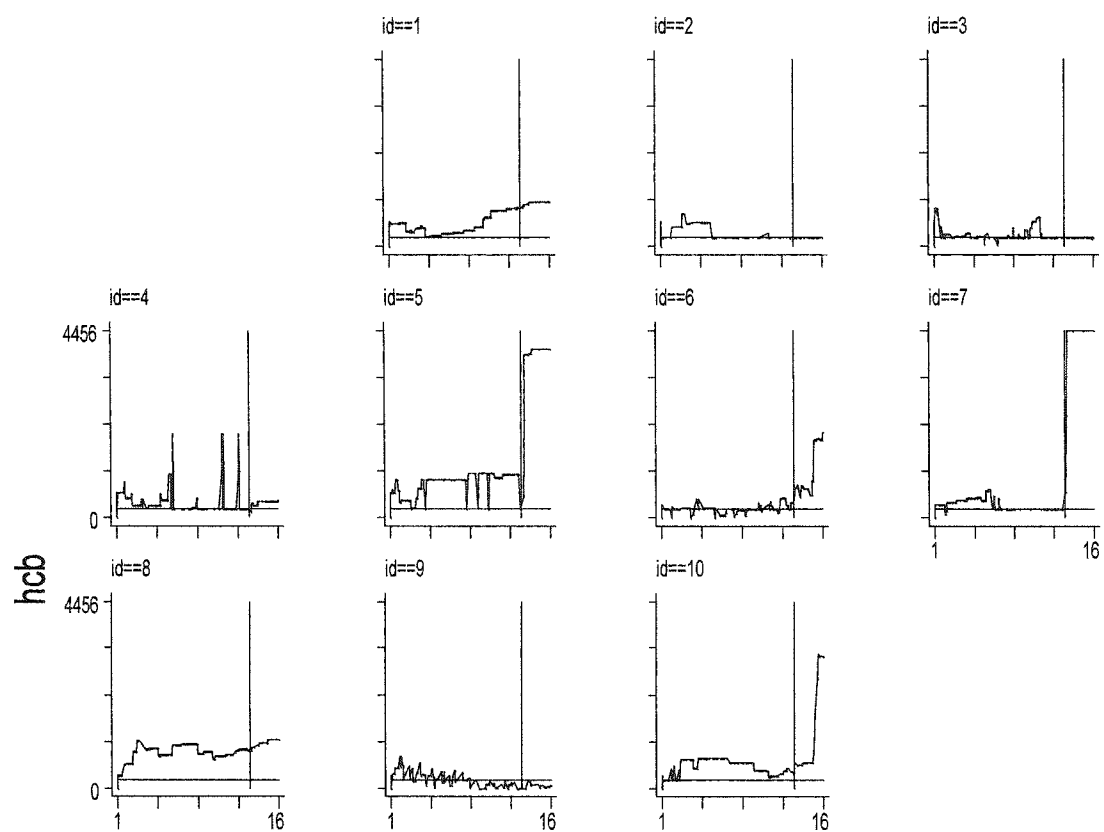 id==1
id==2
id==3
id==4
id==5
id==6
id==7
4456
0
1
16
hcb
id==8
id==9
id==10
4456
0
1
16
1
16
1
16